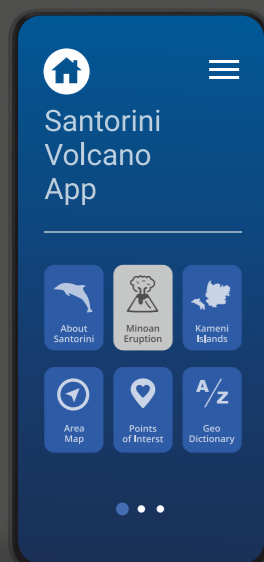 Santorini
Volcano
App
About
Santorini
Minoan
Eruption
Kameni
Islands
A/Z
Area
Map
Points
of Interst
Geo
Dictionary